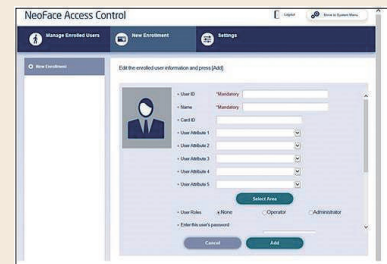 NeoFace Access Control
Logout
Back to System Menu
Manage Enrolled Users
New Enrollment
Settings
New Enrollment
Edit the enrolled user information and press [Add]
User ID *Mandatory
Name *Mandatory
Card ID
User Attribute 1
User Attribute 2
User Attribute 3
User Attribute 4
User Attribute 5
Select Area
User Roles None Operator Administrator
Enter this user's password
Cancel Add